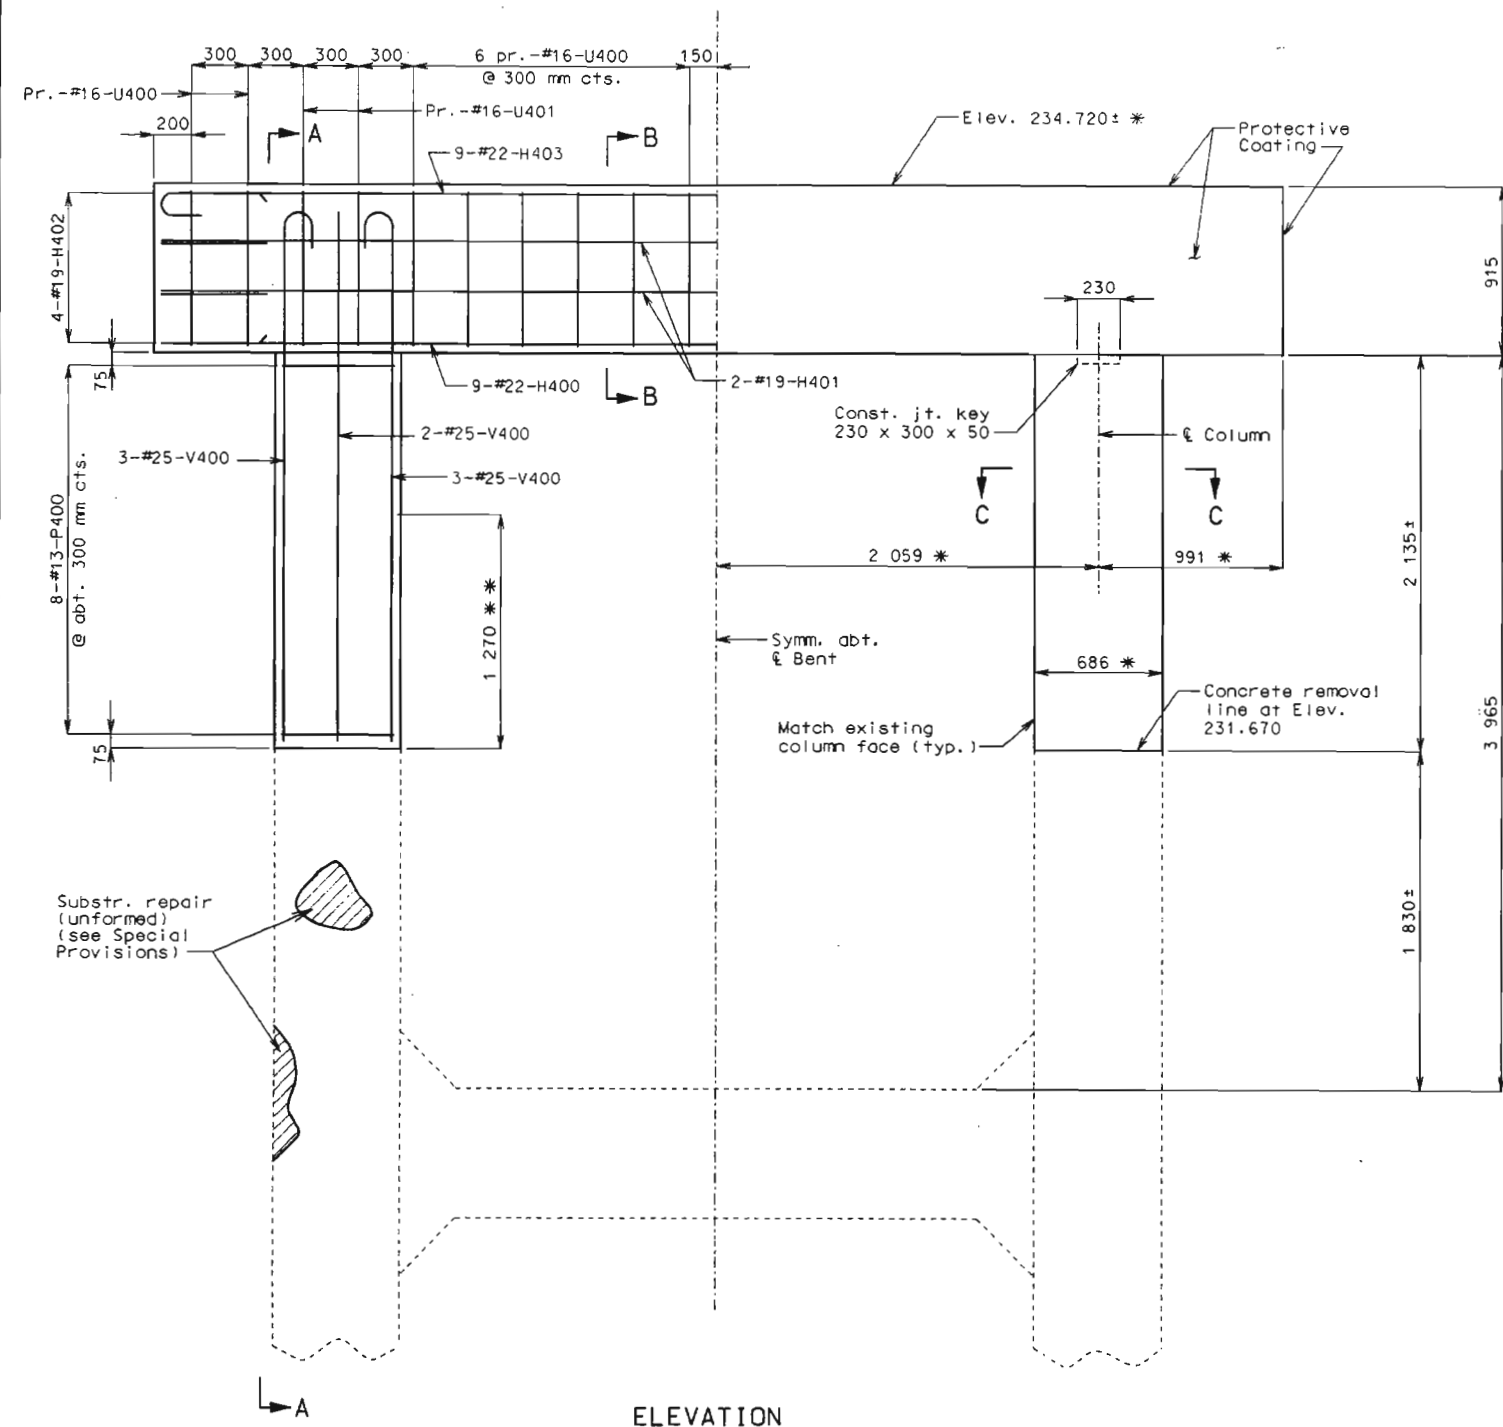 300 300 300 300 6 pr.-#16-U400 150
@ 300 mm cts.
Pr.-#16-U400
Pr.-#16-U401
200
A
B
9-#22-H403
Elev. 234.720± *
Protective
Coating
4-#19-H402
915
230
75
9-#22-H400
B
2-#19-H401
Const. jt. key
230 x 300 x 50
2-#25-V400
℄ Column
3-#25-V400
3-#25-V400
C
C
8-#13-P400
@ abt. 300 mm cts.
2 059 *
991 *
2 135±
1 270 * *
Symm. abt.
℄ Bent
686 *
Concrete removal
line at Elev.
231.670
Match existing
column face (typ.)
75
3 965
Substr. repair
(unformed)
(see Special
Provisions)
1 830±
A
ELEVATION